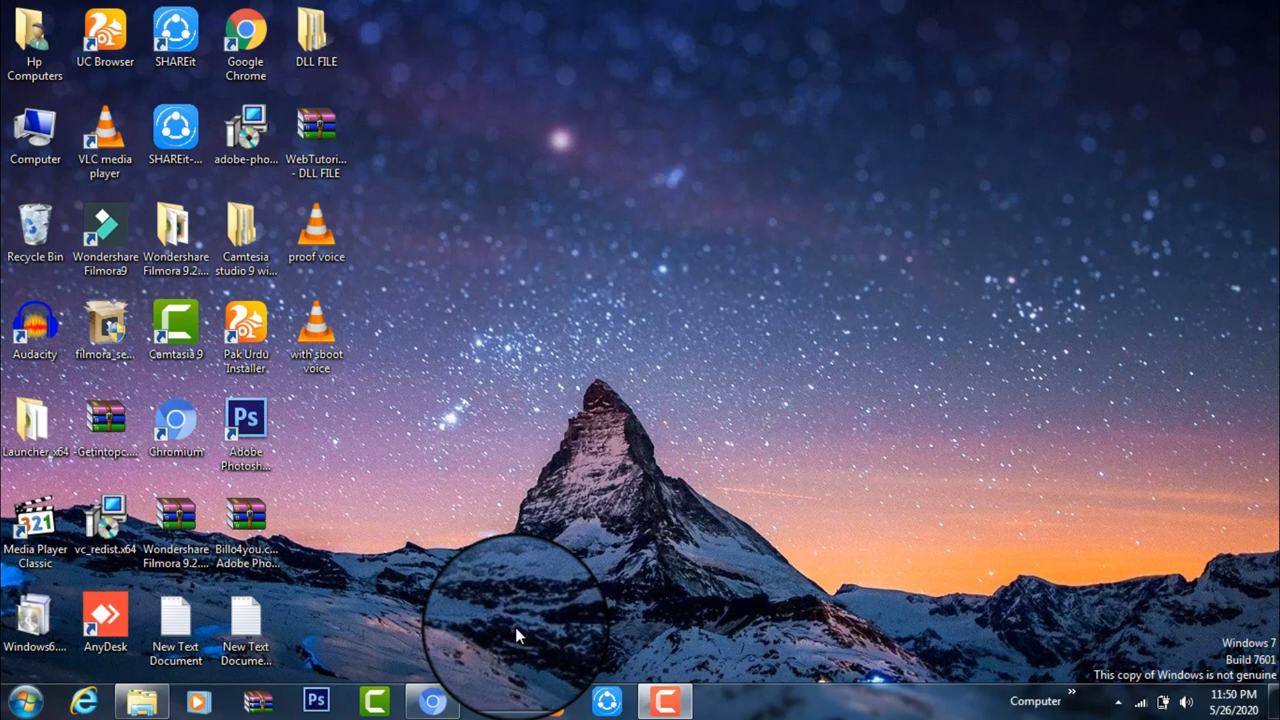 Hp
Computers
UC Browser
SHAREit
Google
Chrome
DLL FILE
Computer
VLC media
player
SHAREit-...
adobe-pho...
WebTutori...
- DLL FILE
Recycle Bin
Wondershare
Filmora9
Wondershare
Filmora 9.2....
Camtesia
studio 9 wi...
proof voice
Audacity
filmora_se...
Camtasia 9
Pak Urdu
Installer
with sboot
voice
Launcher_x64
-Getintopc....
Chromium
Ps
Adobe
Photosh...
321
Media Player
Classic
vc_redist.x64
Wondershare
Filmora 9.2....
Billo4you.c...
Adobe Pho...
Windows6....
AnyDesk
New Text
Document
New Text
Docume...
Windows 7
Build 7601
This copy of Windows is not genuine
Ps
Computer
»
11:50 PM
5/26/2020